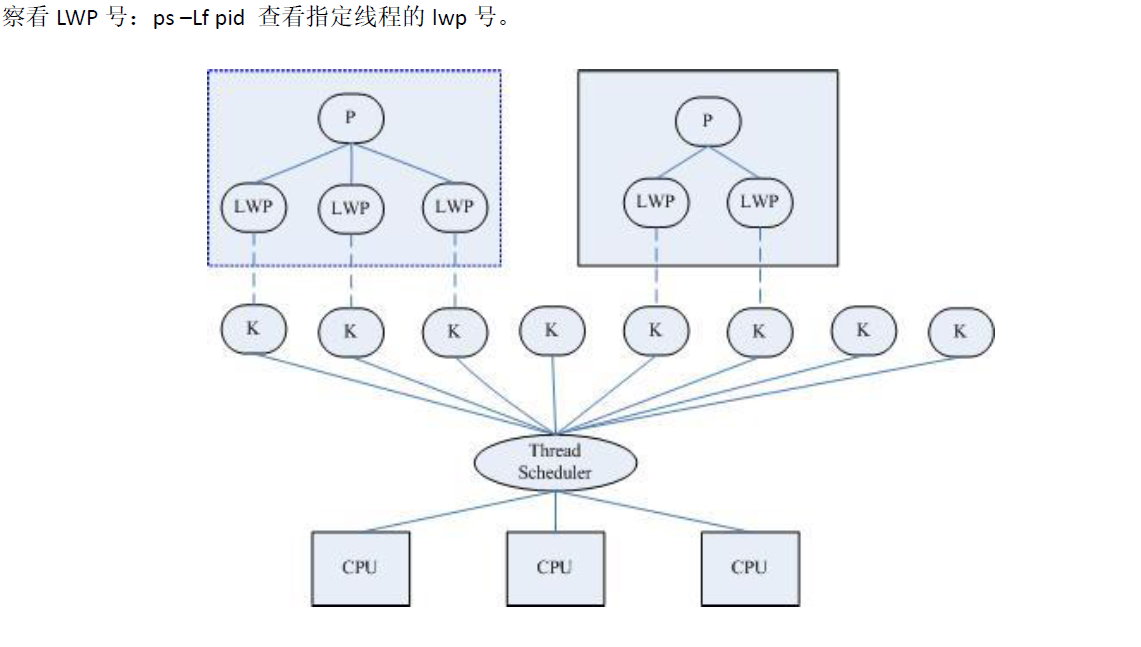 察看 LWP 号：ps –Lf pid 查看指定线程的 lwp 号。
P
P
LWP
LWP
LWP
LWP
LWP
K
K
K
K
K
K
K
K
Thread
Scheduler
CPU
CPU
CPU